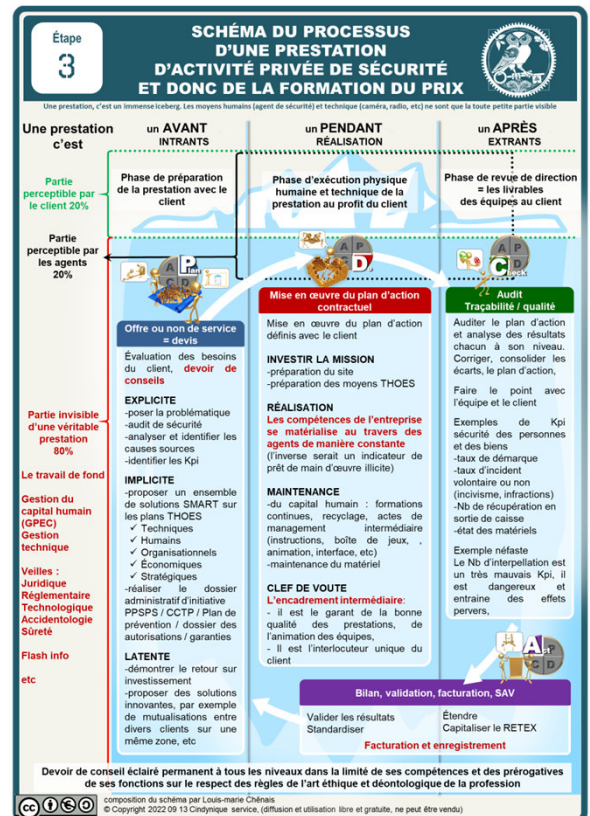 Étape
3
SCHÉMA DU PROCESSUS
D'UNE PRESTATION
D'ACTIVITÉ PRIVÉE DE SÉCURITÉ
ET DONC DE LA FORMATION DU PRIX
Une prestation, c'est un immense iceberg. Les moyens humains (agent de sécurité) et technique (caméra, radio, etc) ne sont que la toute petite partie visible
Une prestation
c'est
un AVANT
INTRANTS
un PENDANT
RÉALISATION
un APRÈS
EXTRANTS
Partie
perceptible par
le client 20%
Phase de préparation
de la prestation avec le
client
Phase d'exécution physique
humaine et technique de la
prestation au profit du client
Phase de revue de direction
= les livrables
des équipes au client
Partie
perceptible par
les agents
20%
Partie invisible
d'une véritable
prestation
80%
Le travail de fond
Gestion du
capital humain
(GPEC)
Gestion
technique
Veilles :
Juridique
Réglementaire
Technologique
Accidentologie
Sûreté
Flash info
etc
A Plan
C D
Offre ou non de service
= devis
Évaluation des besoins
du client, devoir de
conseils
EXPLICITE
-poser la problématique
-audit de sécurité
-analyser et identifier les
causes sources
-identifier les Kpi
IMPLICITE
-proposer un ensemble
de solutions SMART sur
les plans THOES
✓ Techniques
✓ Humains
✓ Organisationnels
✓ Économiques
✓ Stratégiques
-réaliser le dossier
administratif d'initiative
PPSPS / CCTP / Plan de
prévention / dossier des
autorisations / garanties
LATENTE
-démontrer le retour sur
investissement
-proposer des solutions
innovantes, par exemple
de mutualisations entre
divers clients sur une
même zone, etc
A P
C D
Mise en œuvre du plan d'action
contractuel
Mise en œuvre du plan d'action
définis avec le client
INVESTIR LA MISSION
-préparation du site
-préparation des moyens THOES
RÉALISATION
Les compétences de l'entreprise
se matérialise au travers des
agents de manière constante
(l'inverse serait un indicateur de
prêt de main d'œuvre illicite)
MAINTENANCE
-du capital humain : formations
continues, recyclage, actes de
management intermédiaire
(instructions, boîte de jeux, ,
animation, interface, etc)
-maintenance du matériel
CLEF DE VOUTE
L'encadrement intermédiaire:
- il est le garant de la bonne
qualité des prestations, de
l'animation des équipes,
- Il est l'interlocuteur unique du
client
A P
Check D
Audit
Traçabilité / qualité
Auditer le plan d'action
et analyse des résultats
chacun à son niveau.
Corriger, consolider les
écarts, le plan d'action,
Faire le point avec
l'équipe et le client
Exemples de Kpi
sécurité des personnes
et des biens
-taux de démarque
-taux d'incident
volontaire ou non
(incivisme, infractions)
-Nb de récupération en
sortie de caisse
-état des matériels
Exemple néfaste
Le Nb d'interpellation est
un très mauvais Kpi, il
est dangereux et
entraine des effets
pervers,
Act P
C D
Bilan, validation, facturation, SAV
Valider les résultats
Standardiser
Étendre
Capitaliser le RETEX
Facturation et enregistrement
Devoir de conseil éclairé permanent à tous les niveaux dans la limité de ses compétences et des prérogatives
de ses fonctions sur le respect des règles de l'art éthique et déontologique de la profession
cc
composition du schéma par Louis-marie Chênais
© Copyright 2022 09 13 Cindynique service, (diffusion et utilisation libre et gratuite, ne peut être vendu)